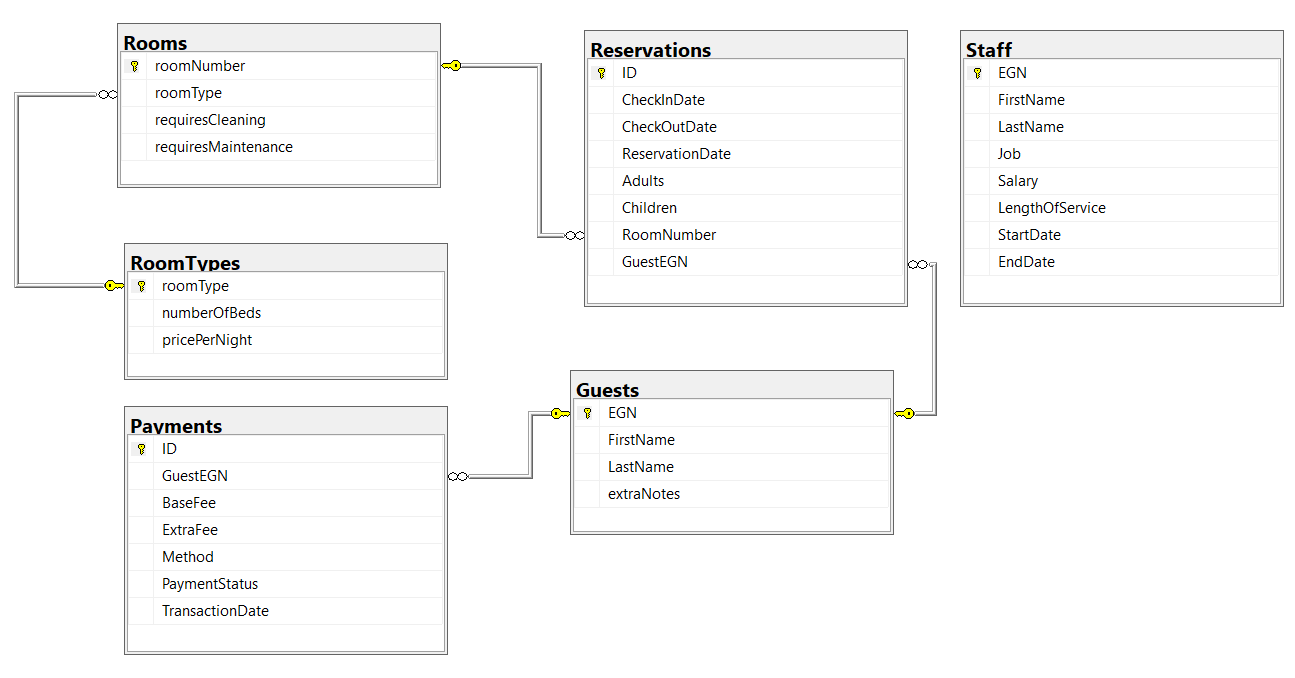 Rooms
roomNumber
roomType
requiresCleaning
requiresMaintenance
RoomTypes
roomType
numberOfBeds
pricePerNight
Payments
ID
GuestEGN
BaseFee
ExtraFee
Method
PaymentStatus
TransactionDate
Reservations
ID
CheckInDate
CheckOutDate
ReservationDate
Adults
Children
RoomNumber
GuestEGN
Guests
EGN
FirstName
LastName
extraNotes
Staff
EGN
FirstName
LastName
Job
Salary
LengthOfService
StartDate
EndDate